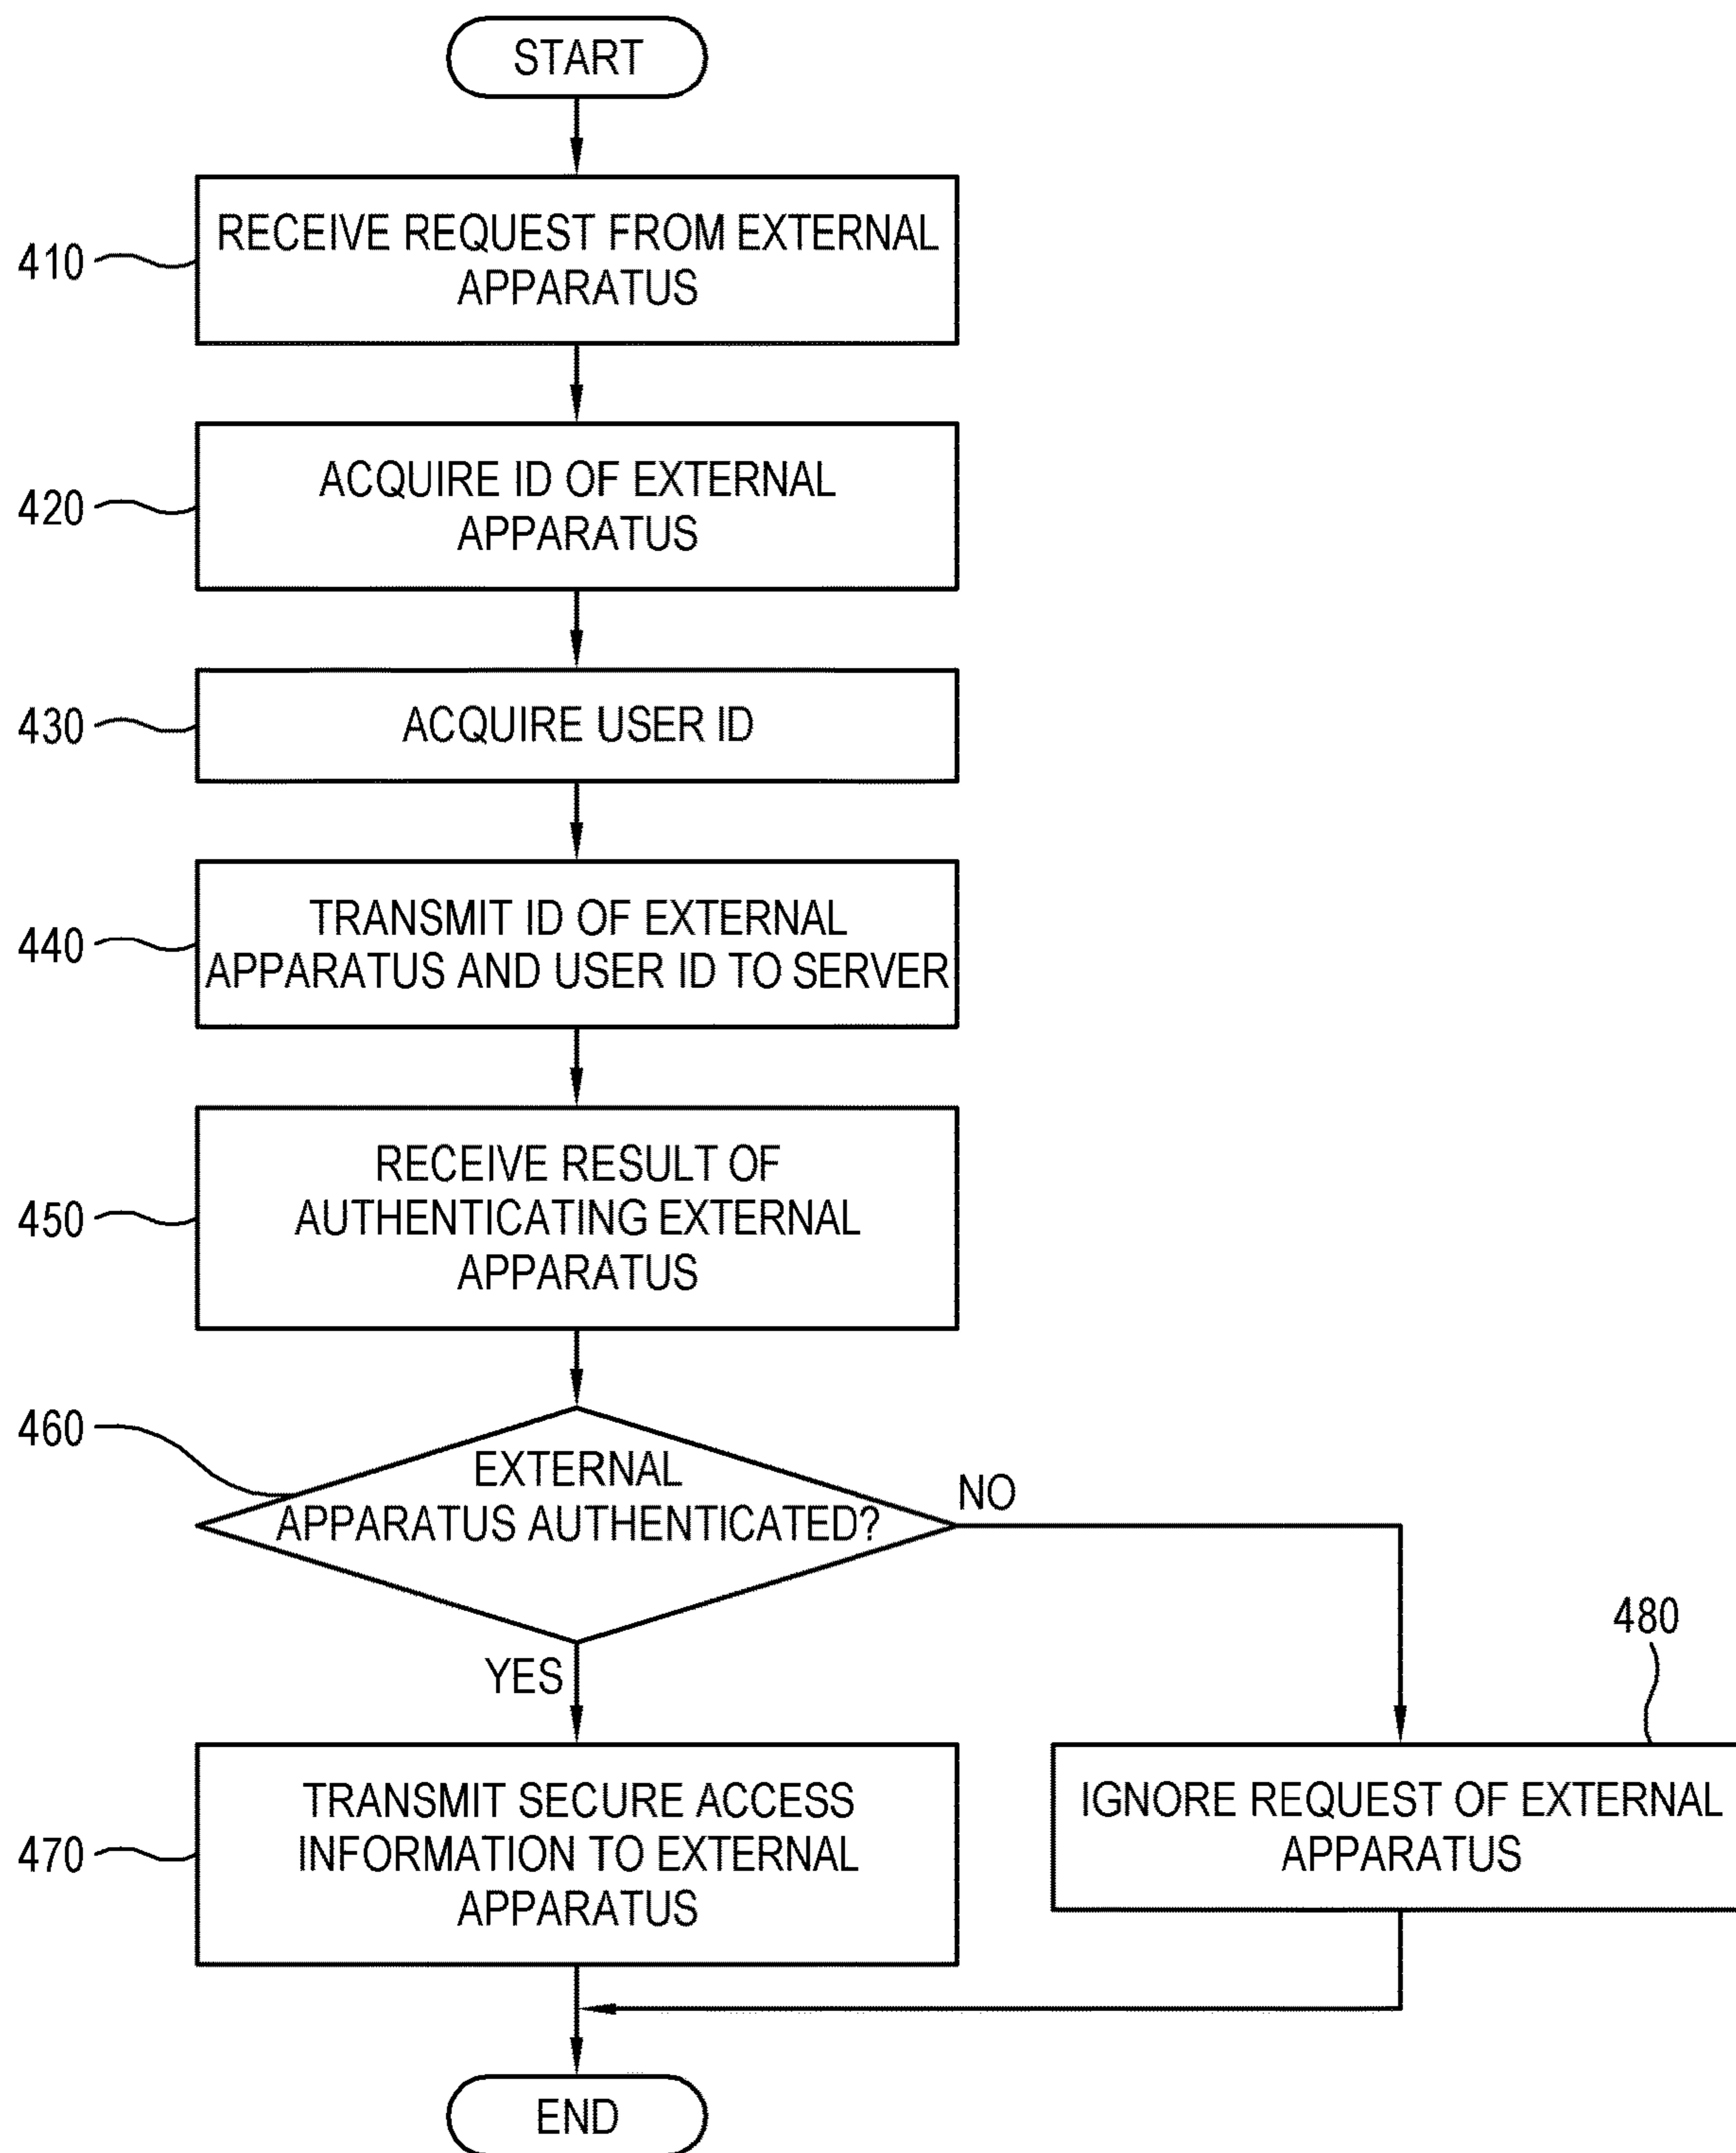 START
410
RECEIVE REQUEST FROM EXTERNAL
APPARATUS
420
ACQUIRE ID OF EXTERNAL
APPARATUS
430
ACQUIRE USER ID
440
TRANSMIT ID OF EXTERNAL
APPARATUS AND USER ID TO SERVER
450
RECEIVE RESULT OF
AUTHENTICATING EXTERNAL
APPARATUS
460
EXTERNAL
APPARATUS AUTHENTICATED?
NO
YES
480
470
TRANSMIT SECURE ACCESS
INFORMATION TO EXTERNAL
APPARATUS
IGNORE REQUEST OF EXTERNAL
APPARATUS
END